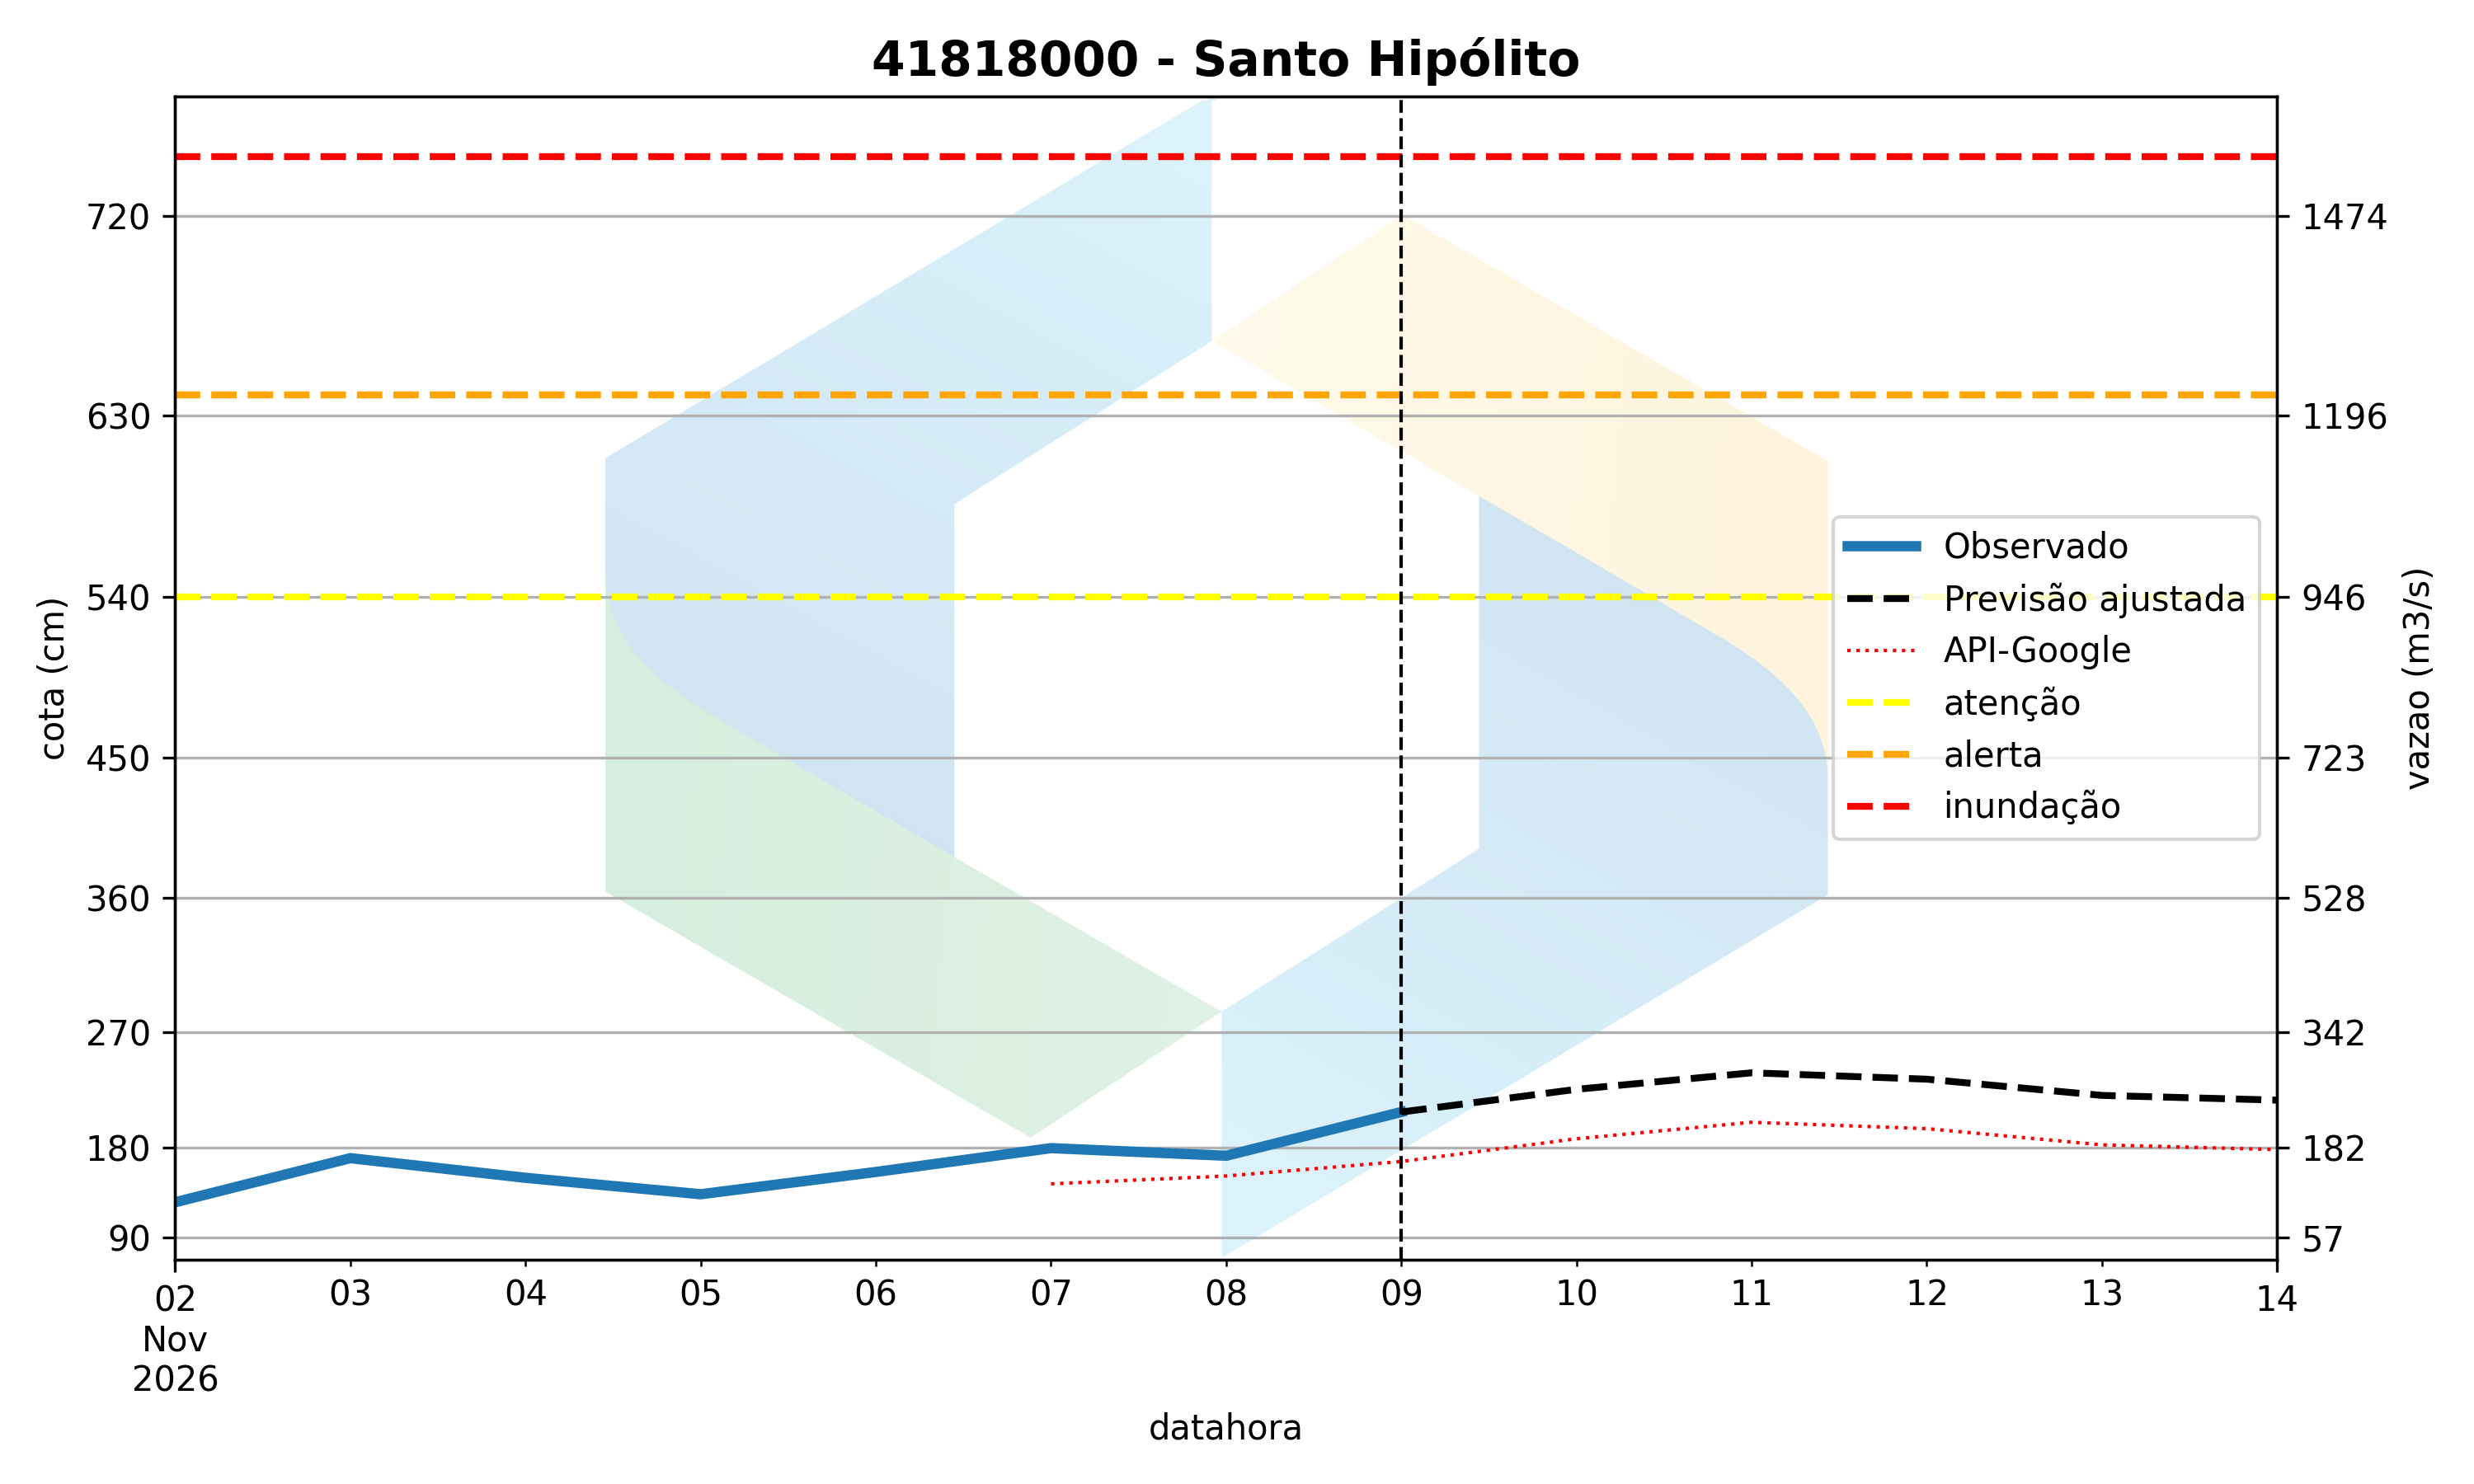 41818000 - Santo Hipólito
720
630
540
450
360
270
180
90
cota (cm)
1474
1196
946
723
528
342
182
57
vazao (m3/s)
Observado
Previsão ajustada
API-Google
atenção
alerta
inundação
02 03 04 05 06 07 08 09 10 11 12 13 14
Nov
2026
datahora